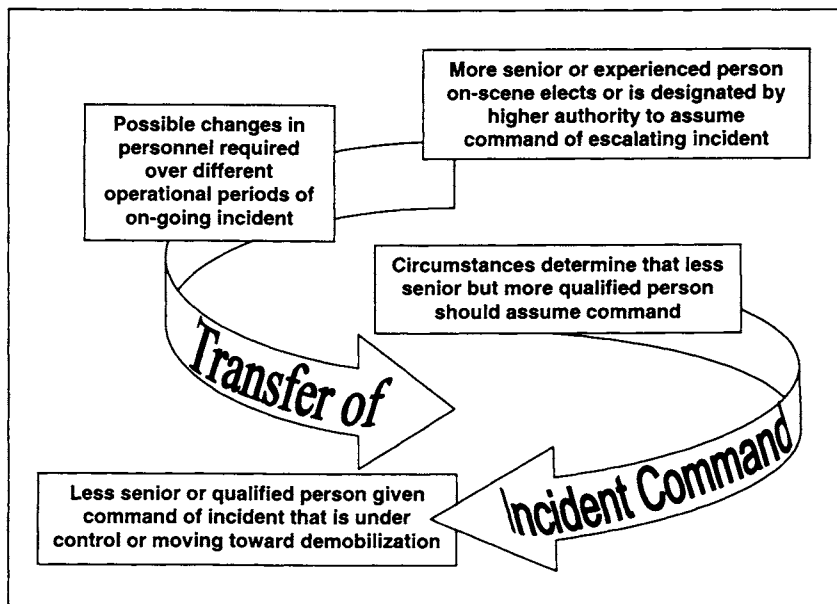 More senior or experienced person
on-scene elects or is designated by
higher authority to assume
command of escalating incident
Possible changes in
personnel required
over different
operational periods of
on-going incident
Circumstances determine that less
senior but more qualified person
should assume command
Transfer of
Incident Command
Less senior or qualified person given
command of incident that is under
control or moving toward demobilization